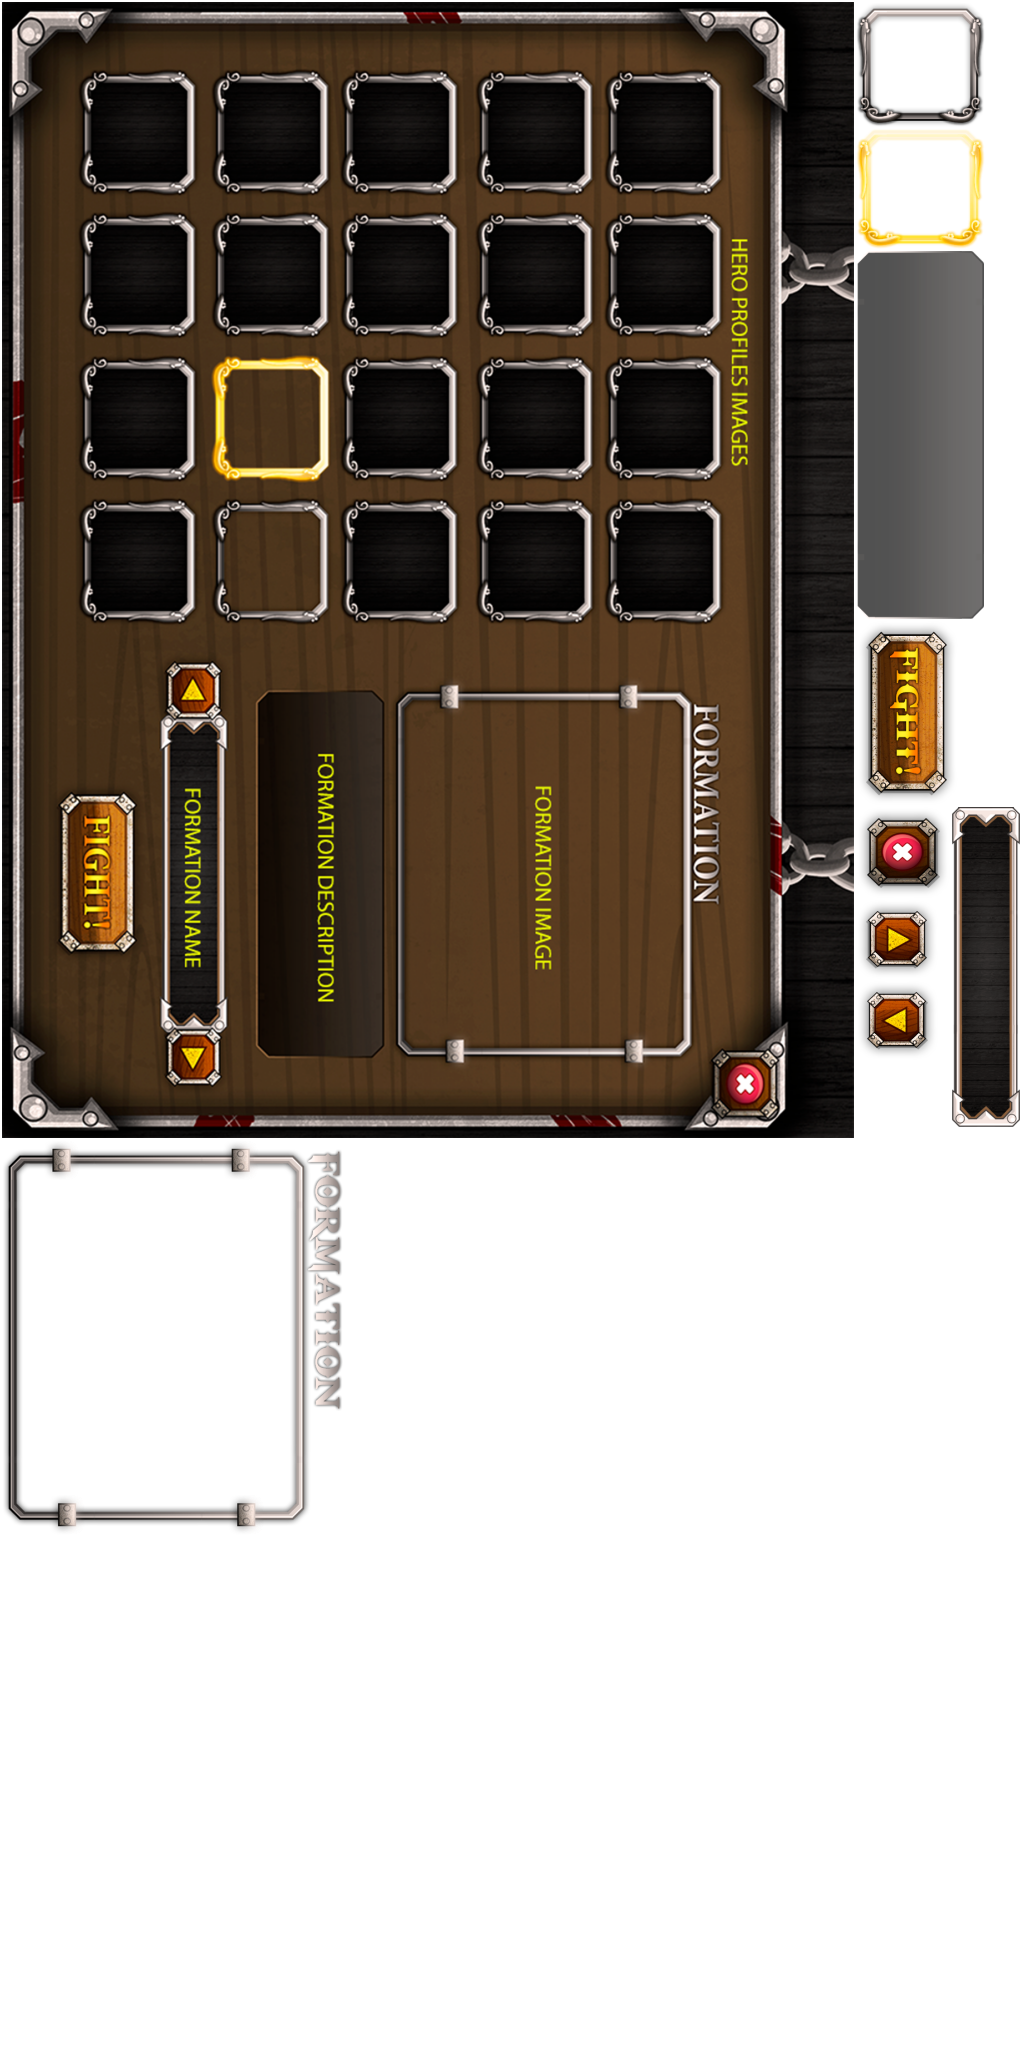 HERO PROFILES IMAGES
FORMATION
FORMATION IMAGE
FORMATION DESCRIPTION
FORMATION NAME
FIGHT!
FIGHT!
FORMATION